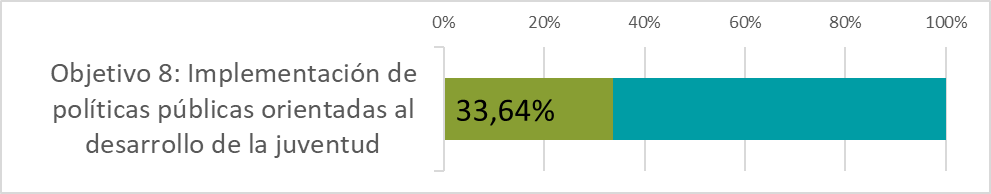 0% 20% 40% 60% 80% 100%
Objetivo 8: Implementación de
políticas públicas orientadas al
desarrollo de la juventud
33,64%